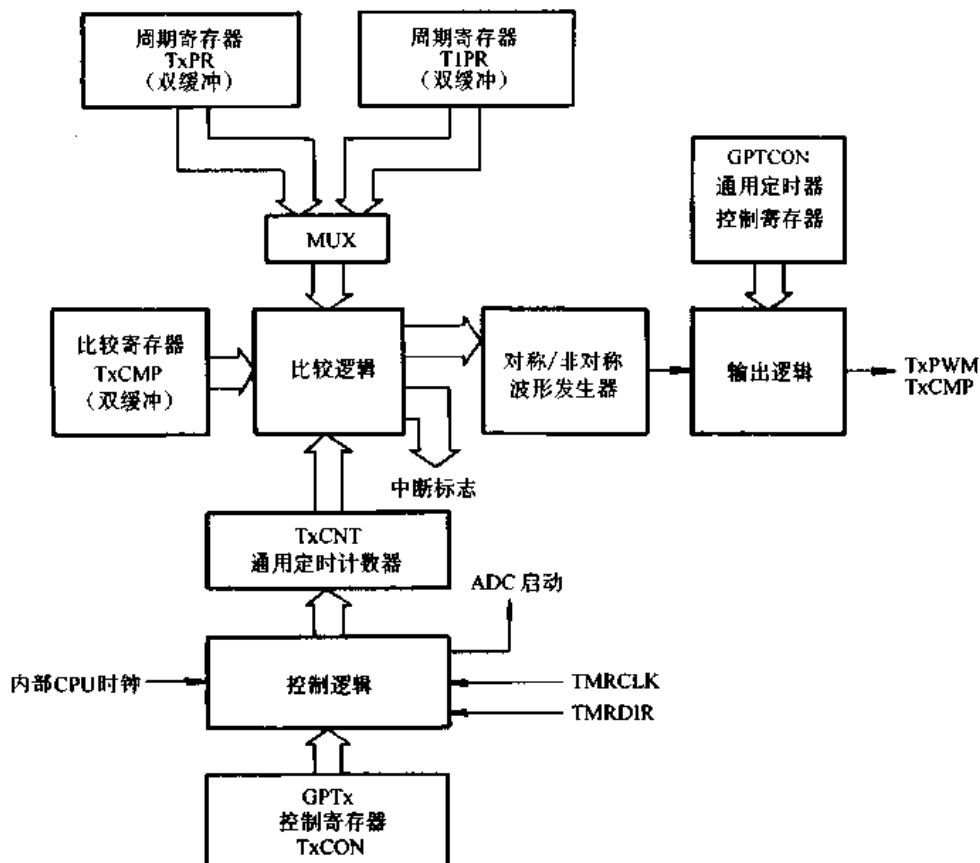 周期寄存器
TxPR
（双缓冲）
周期寄存器
T1PR
（双缓冲）
GPTCON
通用定时器
控制寄存器
MUX
比较寄存器
TxCMP
（双缓冲）
比较逻辑
对称/非对称
波形发生器
输出逻辑
TxPWM
TxCMP
中断标志
TxCNT
通用定时计数器
ADC 启动
内部CPU时钟
控制逻辑
TMRCLK
TMRDIR
GPTx
控制寄存器
TxCON